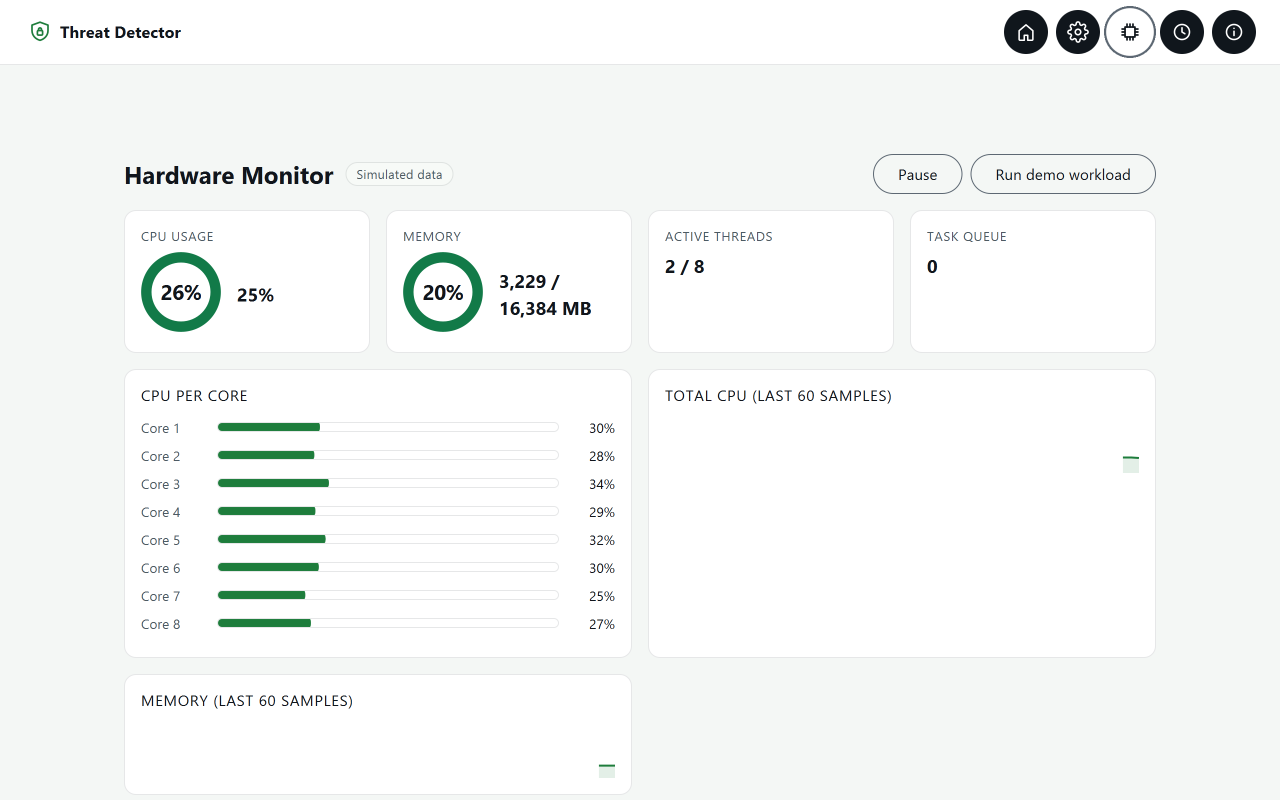 Threat Detector
Hardware Monitor
Simulated data
Pause
Run demo workload
CPU USAGE
26%
25%
MEMORY
20%
3,229 /
16,384 MB
ACTIVE THREADS
2 / 8
TASK QUEUE
0
CPU PER CORE
Core 1 30%
Core 2 28%
Core 3 34%
Core 4 29%
Core 5 32%
Core 6 30%
Core 7 25%
Core 8 27%
TOTAL CPU (LAST 60 SAMPLES)
MEMORY (LAST 60 SAMPLES)